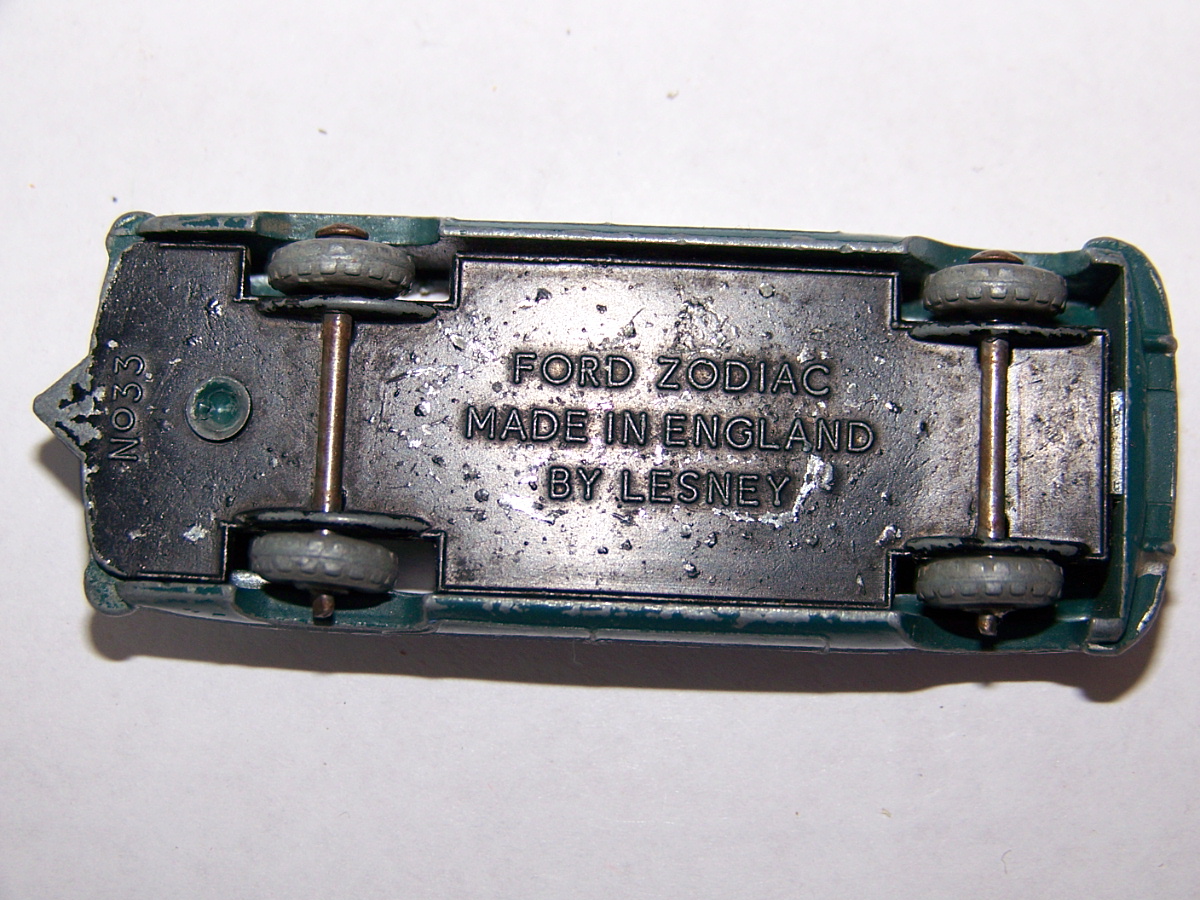 FORD ZODIAC
MADE IN ENGLAND
BY LESNEY
No33